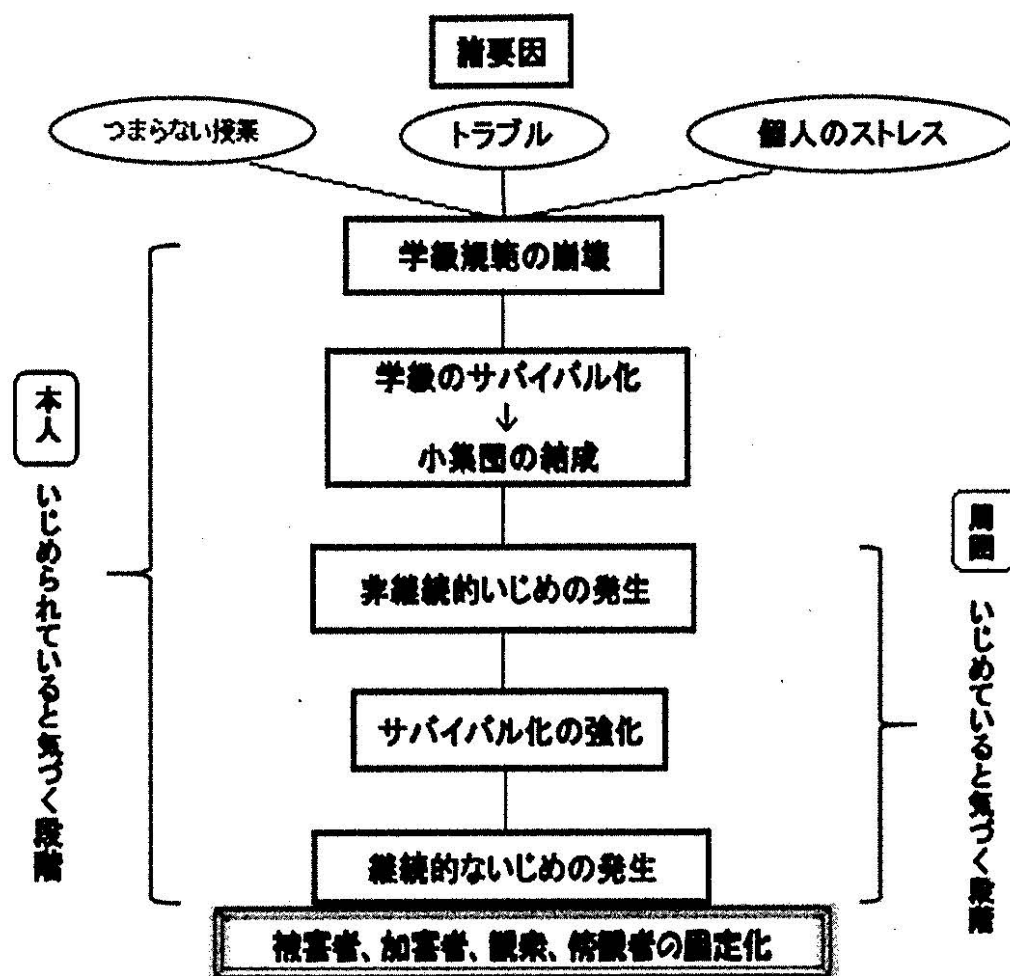 諸要因
つまらない授業
トラブル
個人のストレス
学級規範の崩壊
学級のサバイバル化
↓
小集団の結成
非継続的いじめの発生
サバイバル化の強化
継続的ないじめの発生
被害者、加害者、観衆、傍観者の固定化
本人
いじめられていると気づく段階
周囲
いじめていると気づく段階